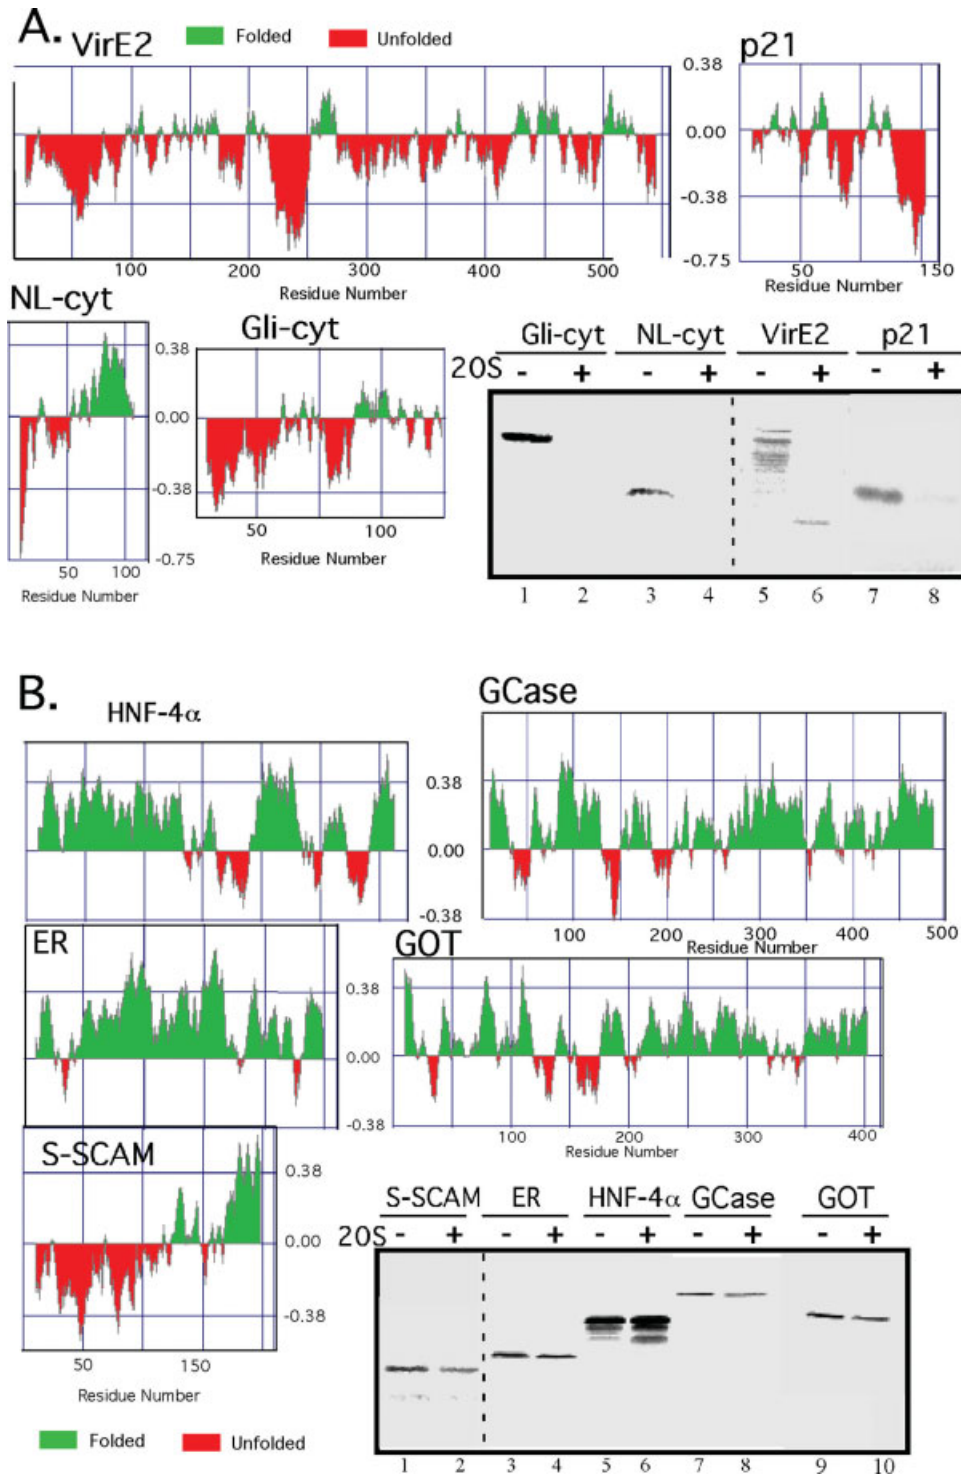 A.
VirE2
Folded
Unfolded
p21
0.38
0.00
-0.38
-0.75
100 200 300 400 500
Residue Number
50 150
Residue Number
NL-cyt
Gli-cyt
0.38
0.00
-0.38
-0.75
50 100
Residue Number
50 100
Residue Number
Gli-cyt NL-cyt VirE2 p21
20S - + - + - + - +
1 2 3 4 5 6 7 8
B.
HNF-4α
GCase
0.38
0.00
-0.38
100 200 300 400 500
Residue Number
ER
GOT
0.38
0.00
-0.38
100 200 300 400
Residue Number
S-SCAM
0.38
0.00
-0.38
50 150
Residue Number
Folded
Unfolded
S-SCAM ER HNF-4α GCase GOT
20S - + - + - + - + - +
1 2 3 4 5 6 7 8 9 10